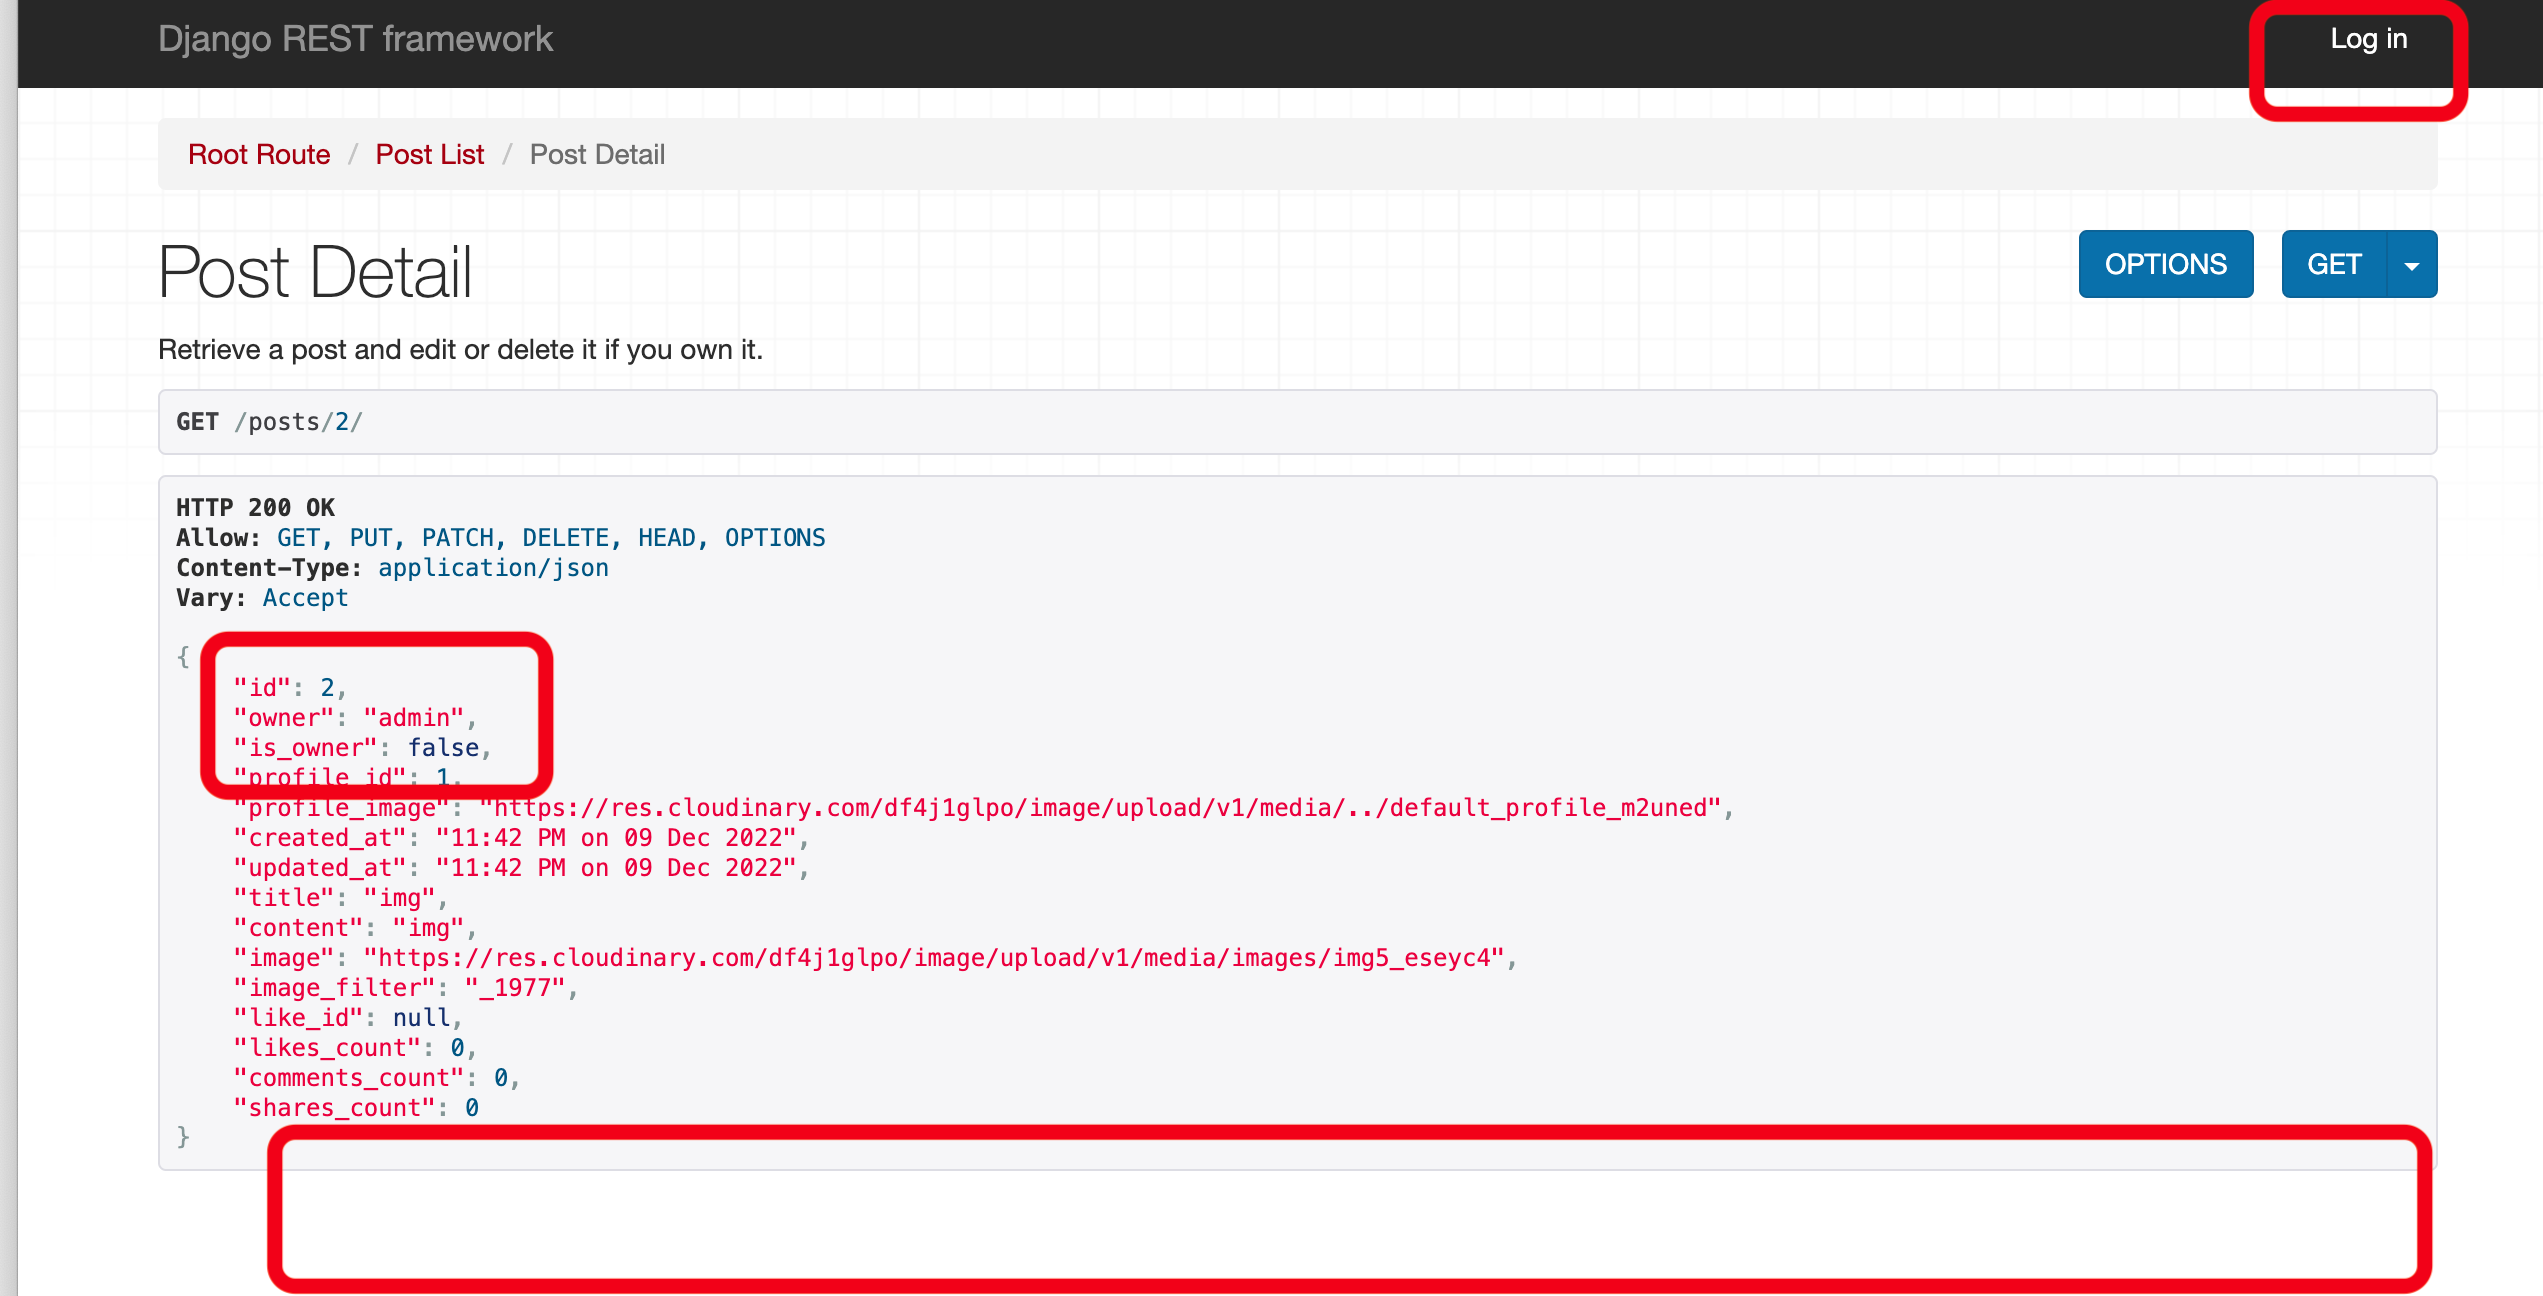 Django REST framework
Log in
Root Route / Post List / Post Detail
Post Detail
OPTIONS
GET
Retrieve a post and edit or delete it if you own it.
GET /posts/2/
HTTP 200 OK
Allow: GET, PUT, PATCH, DELETE, HEAD, OPTIONS
Content-Type: application/json
Vary: Accept
{
"id": 2,
"owner": "admin",
"is_owner": false,
"profile_id": 1,
"profile_image": "https://res.cloudinary.com/df4j1glpo/image/upload/v1/media/../default_profile_m2uned",
"created_at": "11:42 PM on 09 Dec 2022",
"updated_at": "11:42 PM on 09 Dec 2022",
"title": "img",
"content": "img",
"image": "https://res.cloudinary.com/df4j1glpo/image/upload/v1/media/images/img5_eseyc4",
"image_filter": "_1977",
"like_id": null,
"likes_count": 0,
"comments_count": 0,
"shares_count": 0
}